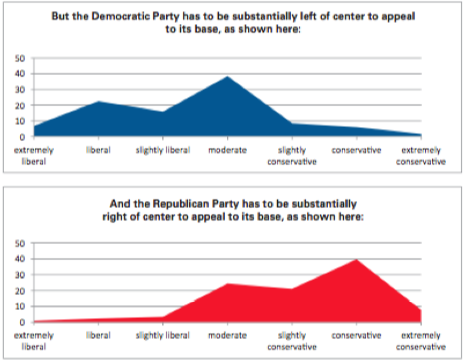 But the Democratic Party has to be substantially left of center to appeal
to its base, as shown here:
50
40
30
20
10
0
extremely liberal slightly liberal moderate slightly conservative extremely
liberal conservative conservative
And the Republican Party has to be substantially
right of center to appeal to its base, as shown here:
50
40
30
20
10
0
extremely liberal slightly liberal moderate slightly conservative extremely
liberal conservative conservative